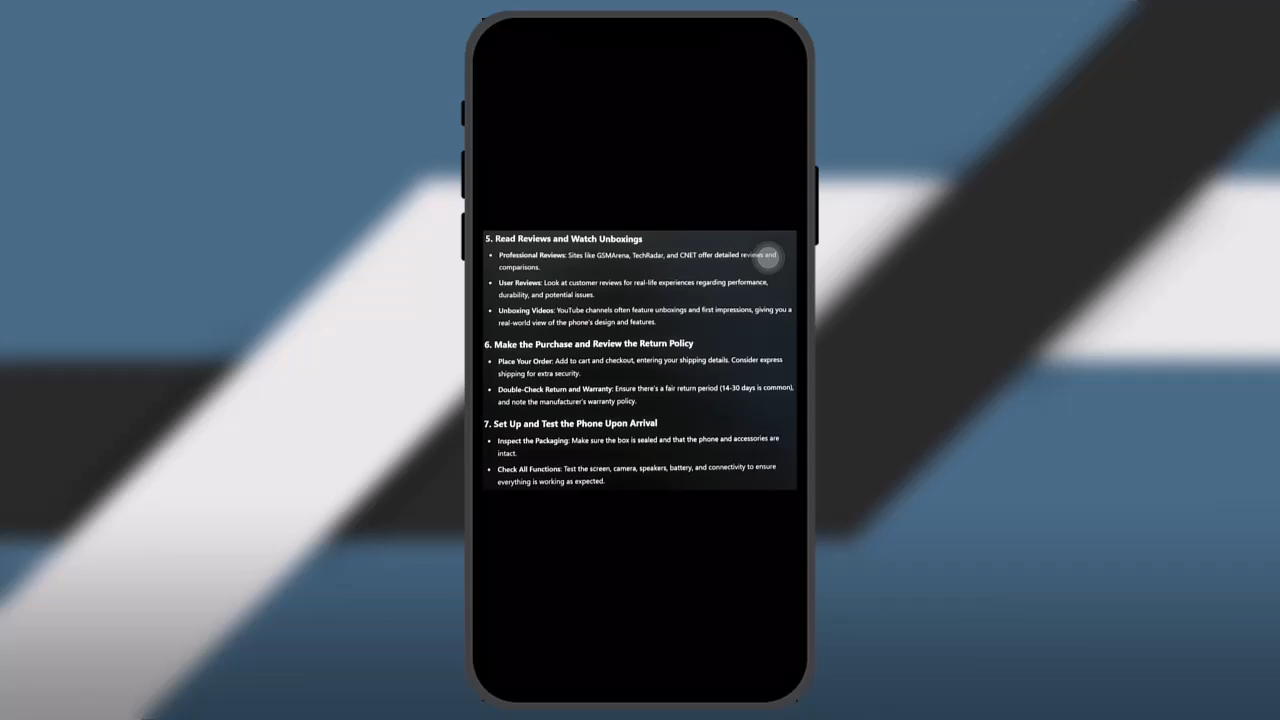 5. Read Reviews and Watch Unboxings
• Professional Reviews: Sites like GSMArena, TechRadar, and CNET offer detailed reviews and
comparisons.
• User Reviews: Look at customer reviews for real-life experiences regarding performance,
durability, and potential issues.
• Unboxing Videos: YouTube channels often feature unboxings and first impressions, giving you a
real-world view of the phone's design and features.
6. Make the Purchase and Review the Return Policy
• Place Your Order: Add to cart and checkout, entering your shipping details. Consider express
shipping for extra security.
• Double-Check Return and Warranty: Ensure there's a fair return period (14-30 days is common),
and note the manufacturer's warranty policy.
7. Set Up and Test the Phone Upon Arrival
• Inspect the Packaging: Make sure the box is sealed and that the phone and accessories are
intact.
• Check All Functions: Test the screen, camera, speakers, battery, and connectivity to ensure
everything is working as expected.